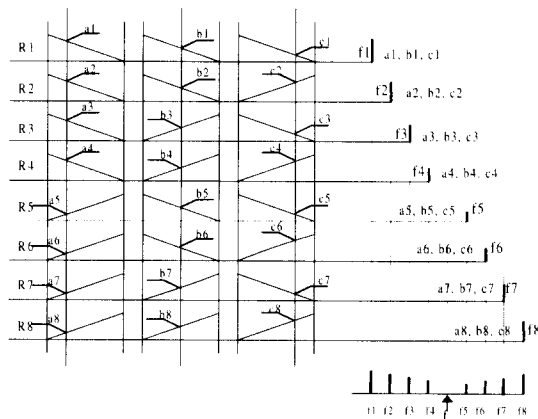 R1 a1 b1 c1 f1 a1, b1, c1
R2 a2 b2 c2 f2 a2, b2, c2
R3 a3 b3 c3 f3 a3, b3, c3
R4 a4 b4 c4 f4 a4, b4, c4
R5 a5 b5 c5 a5, b5, c5 f5
R6 a6 b6 c6 a6, b6, c6 f6
R7 a7 b7 c7 a7, b7, c7 f7
R8 a8 b8 c8 a8, b8, c8 f8
f1 f2 f3 f4 f f5 f6 f7 f8